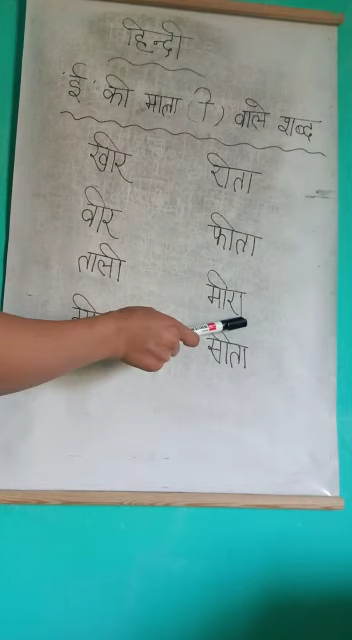 हिन्दी
'ई' की मात्रा (ी) वाले शब्द
खीर
वीर
ताली
रीता
फीता
मीरा
सीता